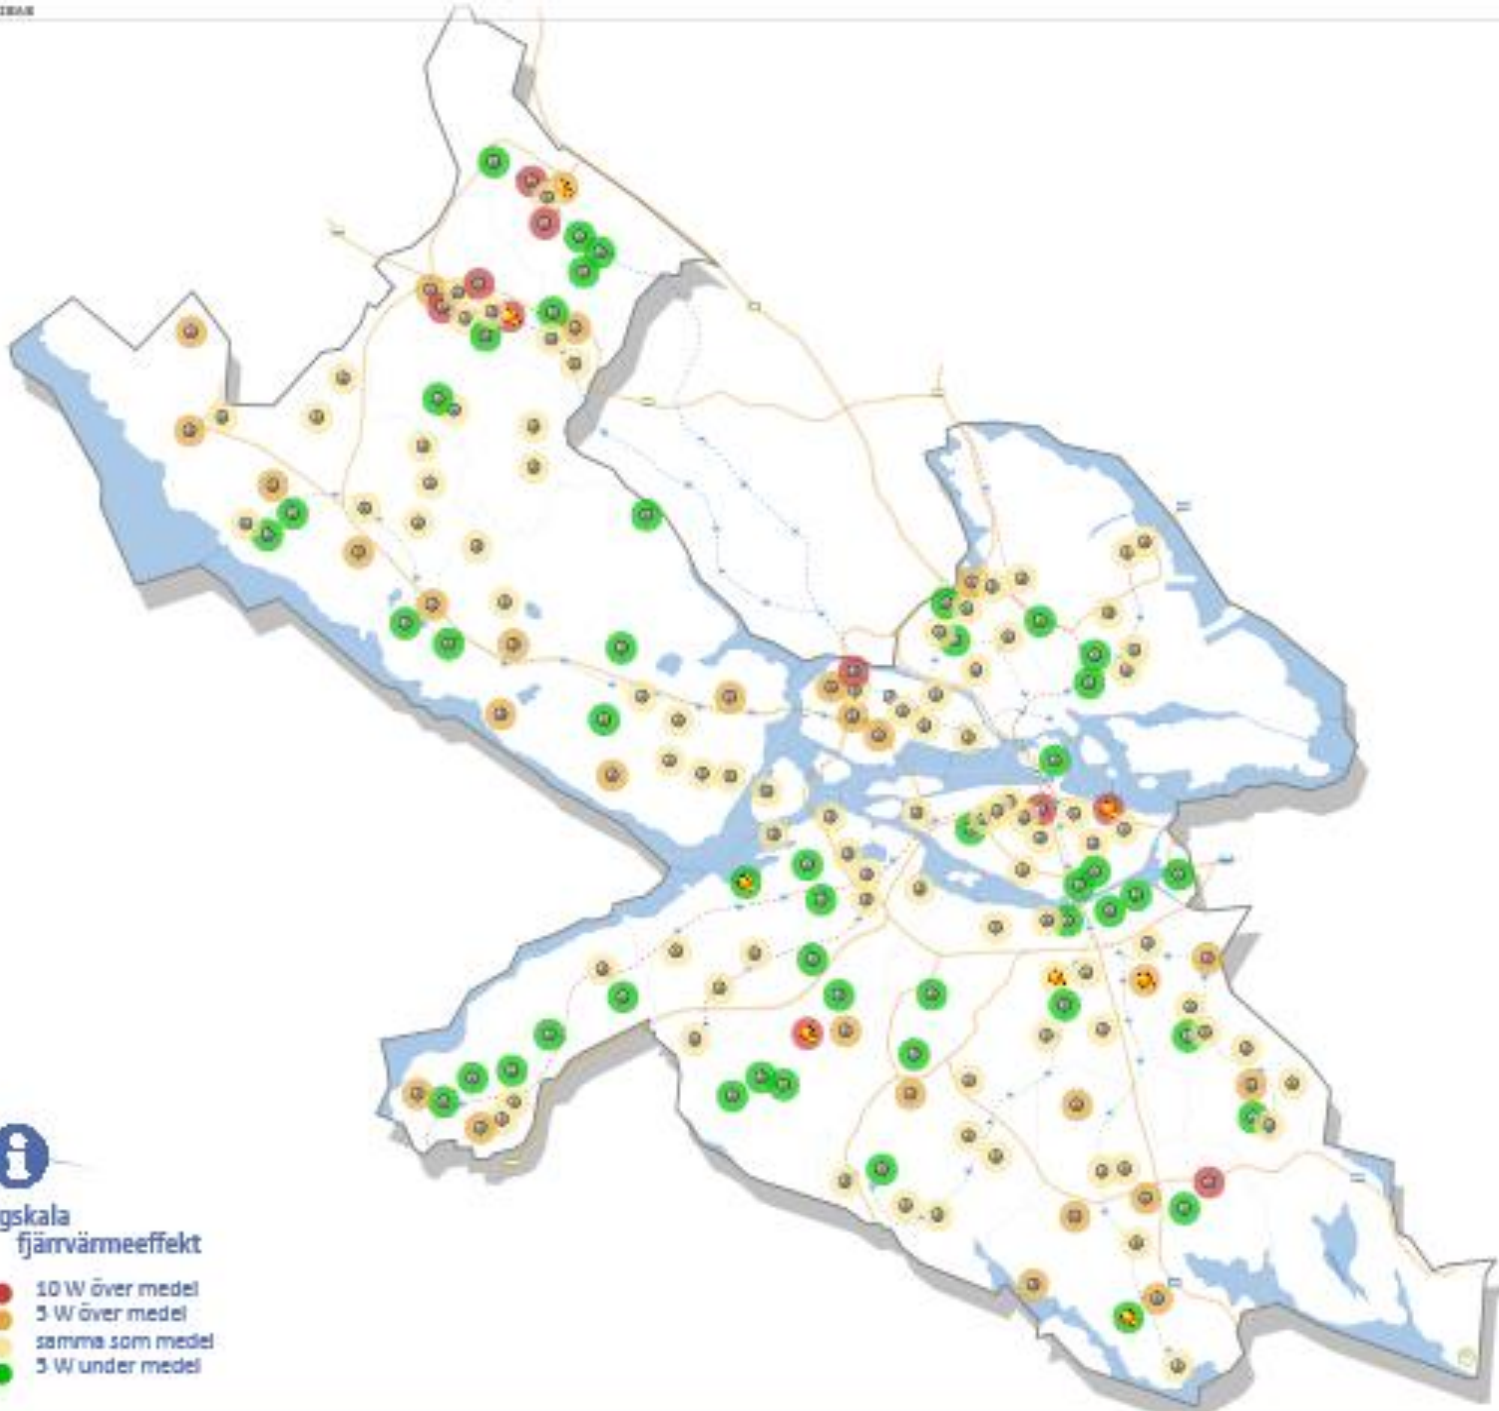 gskala
fjärrvärmeeffekt
10 W över medel
5 W över medel
samma som medel
5 W under medel